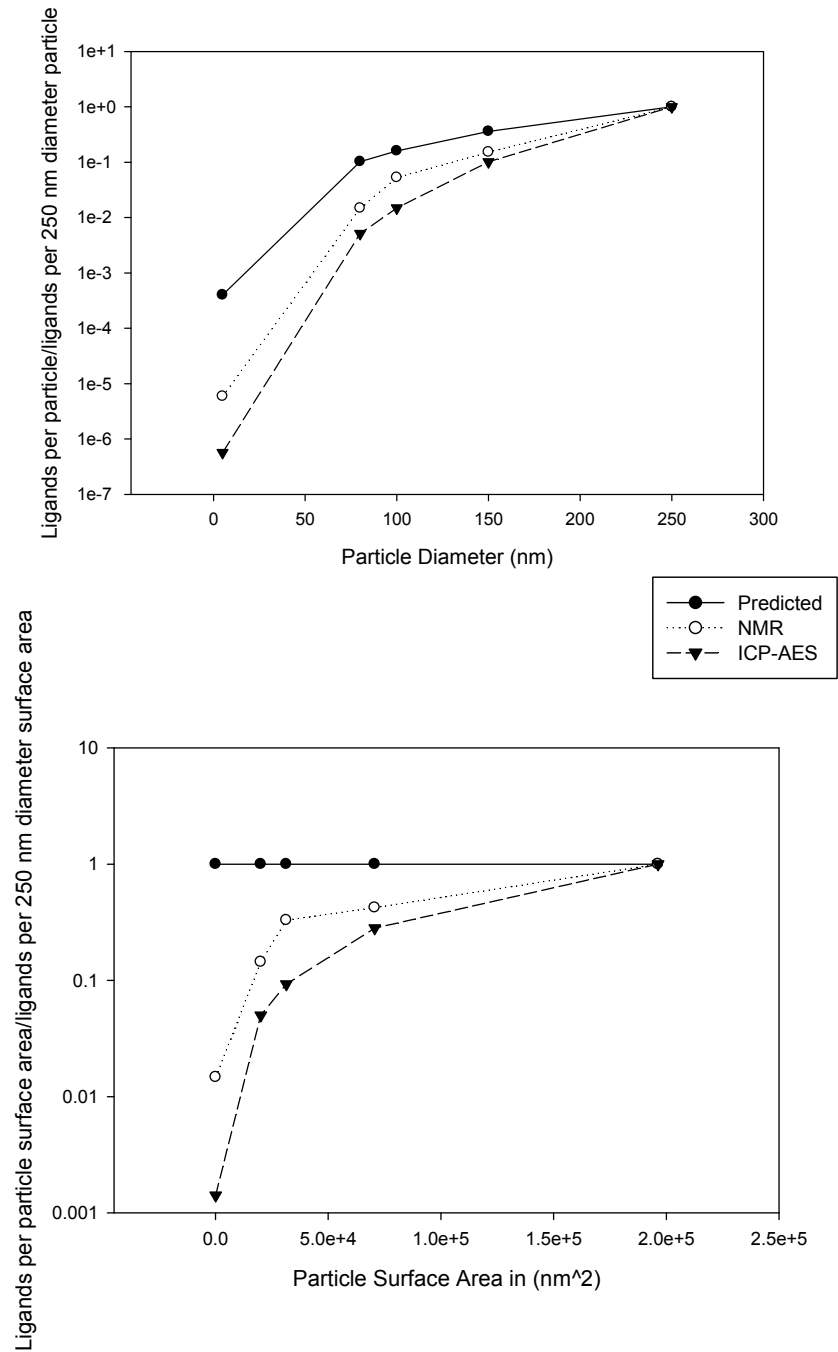 Ligands per particle/ligands per 250 nm diameter particle
1e+1
1e+0
1e-1
1e-2
1e-3
1e-4
1e-5
1e-6
1e-7
0 50 100 150 200 250 300
Particle Diameter (nm)
Predicted
NMR
ICP-AES
Ligands per particle surface area/ligands per 250 nm diameter surface area
10
1
0.1
0.01
0.001
0.0 5.0e+4 1.0e+5 1.5e+5 2.0e+5 2.5e+5
Particle Surface Area in (nm^2)